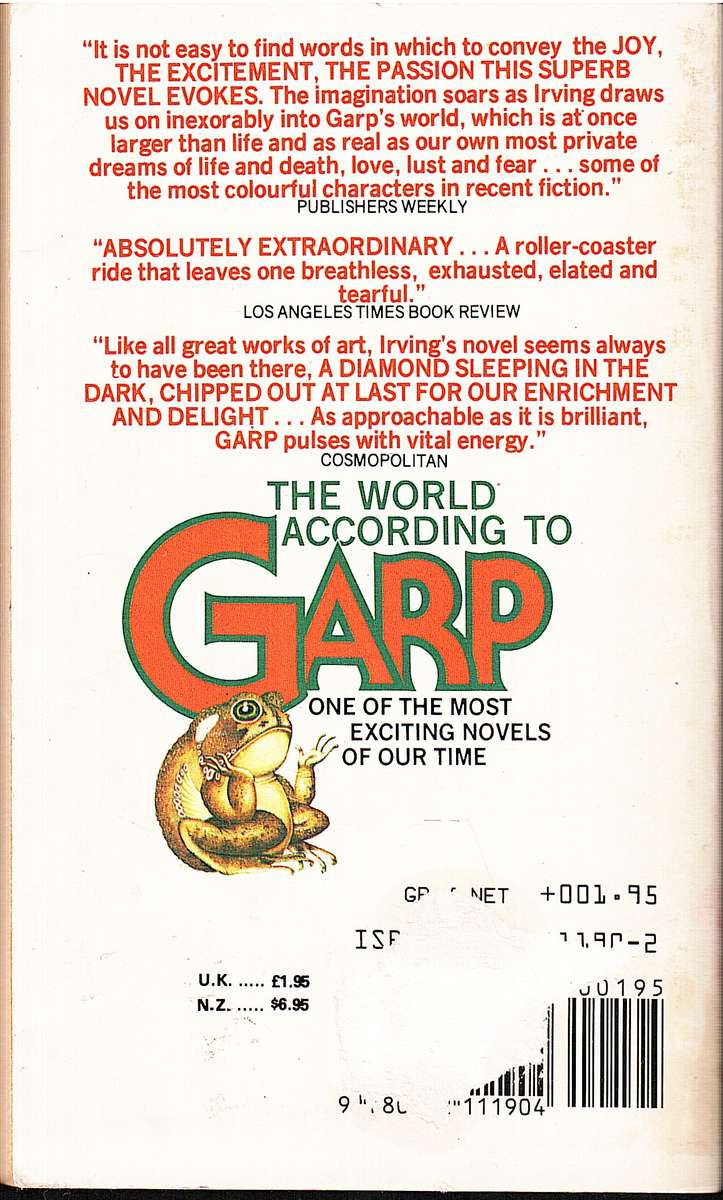 “It is not easy to find words in which to convey the JOY,
THE EXCITEMENT, THE PASSION THIS SUPERB
NOVEL EVOKES. The imagination soars as Irving draws
us on inexorably into Garp's world, which is at once
larger than life and as real as our own most private
dreams of life and death, love, lust and fear . . . some of
the most colourful characters in recent fiction.”
PUBLISHERS WEEKLY
“ABSOLUTELY EXTRAORDINARY . . . A roller-coaster
ride that leaves one breathless, exhausted, elated and
tearful.”
LOS ANGELES TIMES BOOK REVIEW
“Like all great works of art, Irving's novel seems always
to have been there, A DIAMOND SLEEPING IN THE
DARK, CHIPPED OUT AT LAST FOR OUR ENRICHMENT
AND DELIGHT . . . As approachable as it is brilliant,
GARP pulses with vital energy.”
COSMOPOLITAN
THE WORLD
ACCORDING TO
GARP
ONE OF THE MOST
EXCITING NOVELS
OF OUR TIME
NET +001.95
U.K. ..... £1.95
N.Z. ..... $6.95
00195
111904